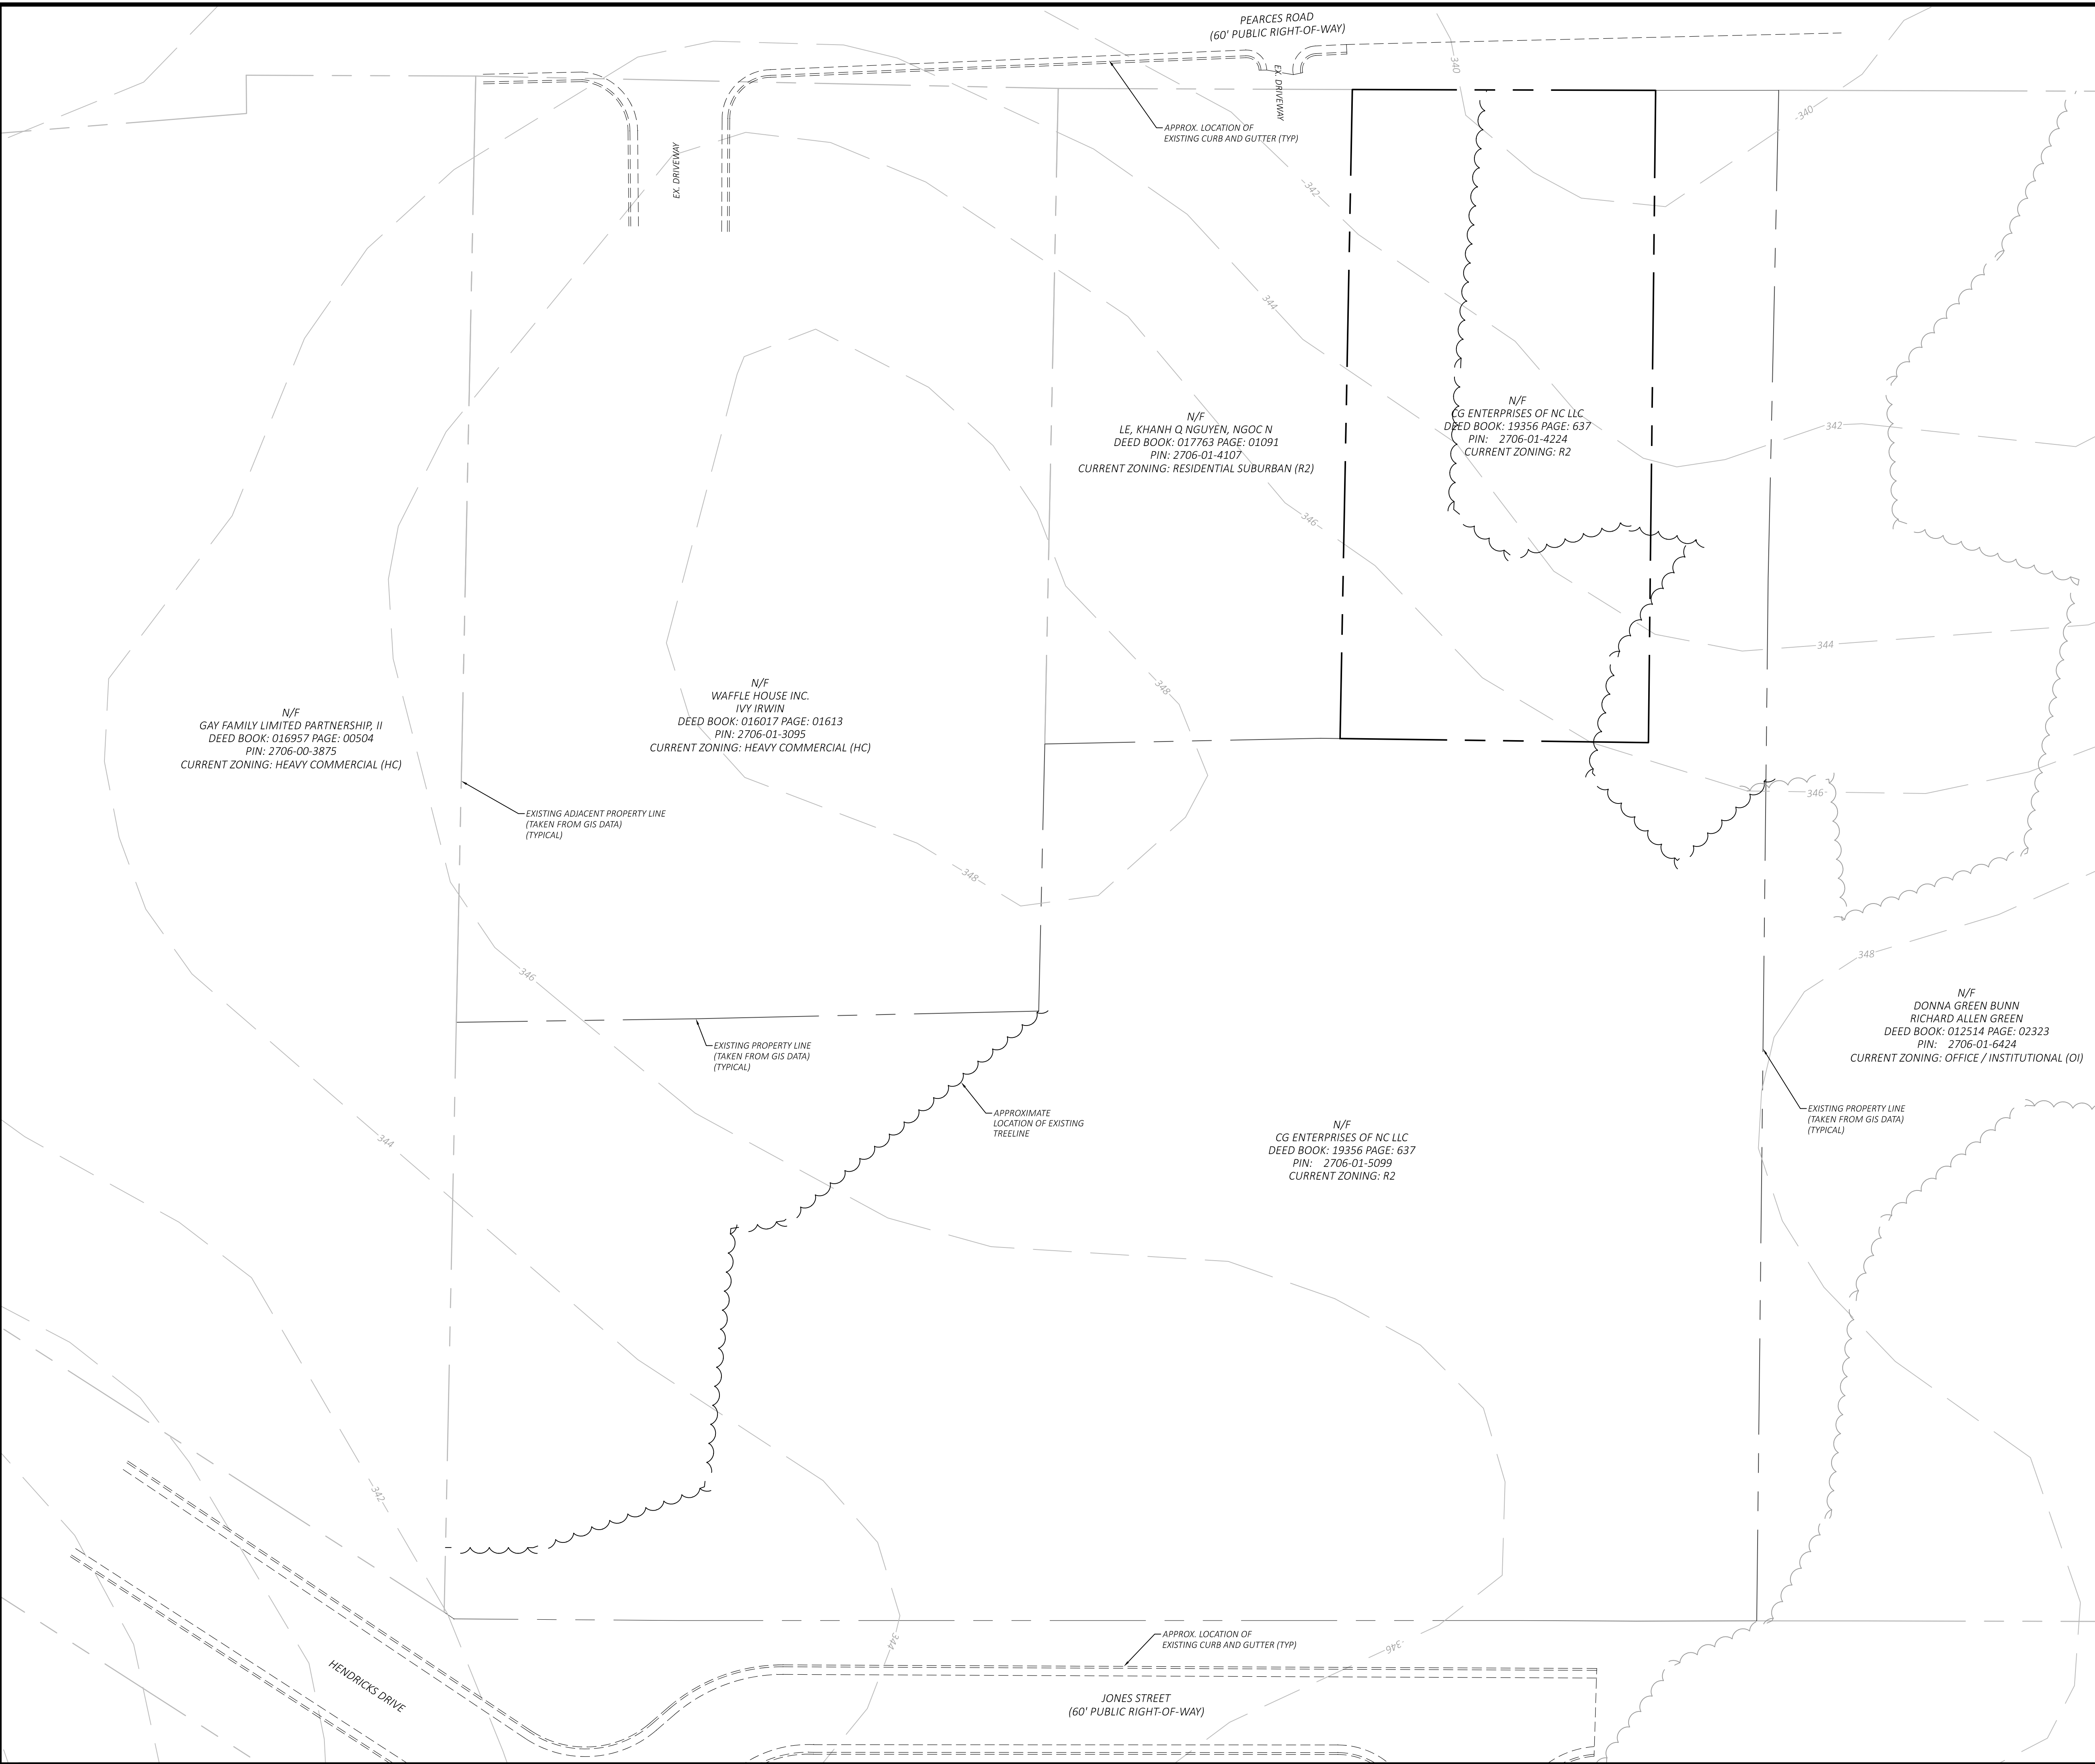 PEARCES ROAD
(60' PUBLIC RIGHT-OF-WAY)
340
EX. DRIVEWAY
340
APPROX. LOCATION OF
EXISTING CURB AND GUTTER (TYP)
EX. DRIVEWAY
342
344
N/F
CG ENTERPRISES OF NC LLC
DEED BOOK: 19356 PAGE: 637
PIN: 2706-01-4224
CURRENT ZONING: R2
N/F
LE, KHANH Q NGUYEN, NGOC N
DEED BOOK: 017763 PAGE: 01091
PIN: 2706-01-4107
CURRENT ZONING: RESIDENTIAL SUBURBAN (R2)
342
346
344
348
N/F
WAFFLE HOUSE INC.
IVY IRWIN
DEED BOOK: 016017 PAGE: 01613
PIN: 2706-01-3095
CURRENT ZONING: HEAVY COMMERCIAL (HC)
N/F
GAY FAMILY LIMITED PARTNERSHIP, II
DEED BOOK: 016957 PAGE: 00504
PIN: 2706-00-3875
CURRENT ZONING: HEAVY COMMERCIAL (HC)
346
EXISTING ADJACENT PROPERTY LINE
(TAKEN FROM GIS DATA)
(TYPICAL)
348
348
346
N/F
DONNA GREEN BUNN
RICHARD ALLEN GREEN
DEED BOOK: 012514 PAGE: 02323
PIN: 2706-01-6424
CURRENT ZONING: OFFICE / INSTITUTIONAL (OI)
EXISTING PROPERTY LINE
(TAKEN FROM GIS DATA)
(TYPICAL)
APPROXIMATE
LOCATION OF EXISTING
TREELINE
EXISTING PROPERTY LINE
(TAKEN FROM GIS DATA)
(TYPICAL)
344
N/F
CG ENTERPRISES OF NC LLC
DEED BOOK: 19356 PAGE: 637
PIN: 2706-01-5099
CURRENT ZONING: R2
342
APPROX. LOCATION OF
EXISTING CURB AND GUTTER (TYP)
344
346
HENDRICKS DRIVE
JONES STREET
(60' PUBLIC RIGHT-OF-WAY)